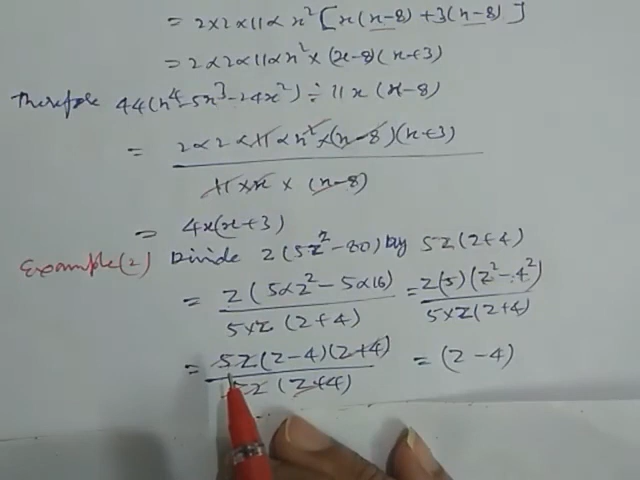 = 2×2×11×x²[x(x-8)+3(x-8)]
= 2×2×11×x²×(x-8)(x+3)
Therefore 44(x⁴-5x³-24x²) ÷ 11x(x-8)
= 2×2×11×x²×(x-8)(x+3) / 11×x×(x-8)
= 4x(x+3)
Example(2) Divide z(5z²-80) by 5z(z+4)
= z(5×z²-5×16) / 5×z(z+4) = z(5)(z²-4²) / 5×z(z+4)
= 5z(z-4)(z+4) / 5z(z+4) = (z-4)